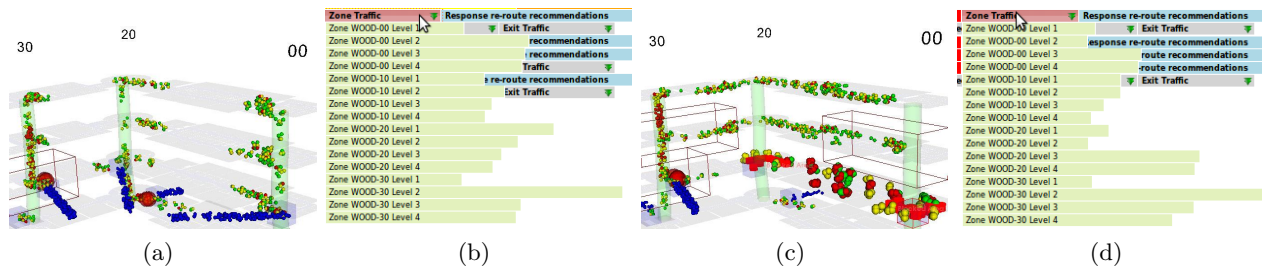 30
20
00
Zone Traffic Response re-route recommendations
Zone WOOD-00 Level 1 Exit Traffic
Zone WOOD-00 Level 2 recommendations
Zone WOOD-00 Level 3 recommendations
Zone WOOD-00 Level 4 Traffic
Zone WOOD-10 Level 1 e re-route recommendations
Zone WOOD-10 Level 2 Exit Traffic
Zone WOOD-10 Level 3
Zone WOOD-10 Level 4
Zone WOOD-20 Level 1
Zone WOOD-20 Level 2
Zone WOOD-20 Level 3
Zone WOOD-20 Level 4
Zone WOOD-30 Level 1
Zone WOOD-30 Level 2
Zone WOOD-30 Level 3
Zone WOOD-30 Level 4
30
20
00
Zone Traffic Response re-route recommendations
Zone WOOD-00 Level 1 Exit Traffic
Zone WOOD-00 Level 2 esponse re-route recommendations
Zone WOOD-00 Level 3 route recommendations
Zone WOOD-00 Level 4 -route recommendations
Zone WOOD-10 Level 1 Exit Traffic
Zone WOOD-10 Level 2
Zone WOOD-10 Level 3
Zone WOOD-10 Level 4
Zone WOOD-20 Level 1
Zone WOOD-20 Level 2
Zone WOOD-20 Level 3
Zone WOOD-20 Level 4
Zone WOOD-30 Level 1
Zone WOOD-30 Level 2
Zone WOOD-30 Level 3
Zone WOOD-30 Level 4
(a) (b) (c) (d)